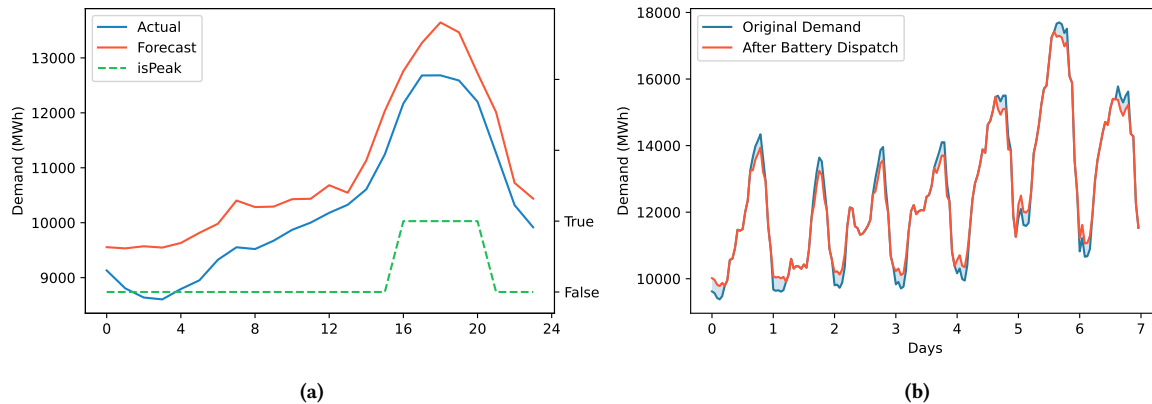 Actual
Forecast
isPeak
Demand (MWh)
13000
12000
11000
10000
9000
True
False
0
4
8
12
16
20
24
(a)
Original Demand
After Battery Dispatch
Demand (MWh)
18000
16000
14000
12000
10000
0
1
2
3
4
5
6
7
Days
(b)